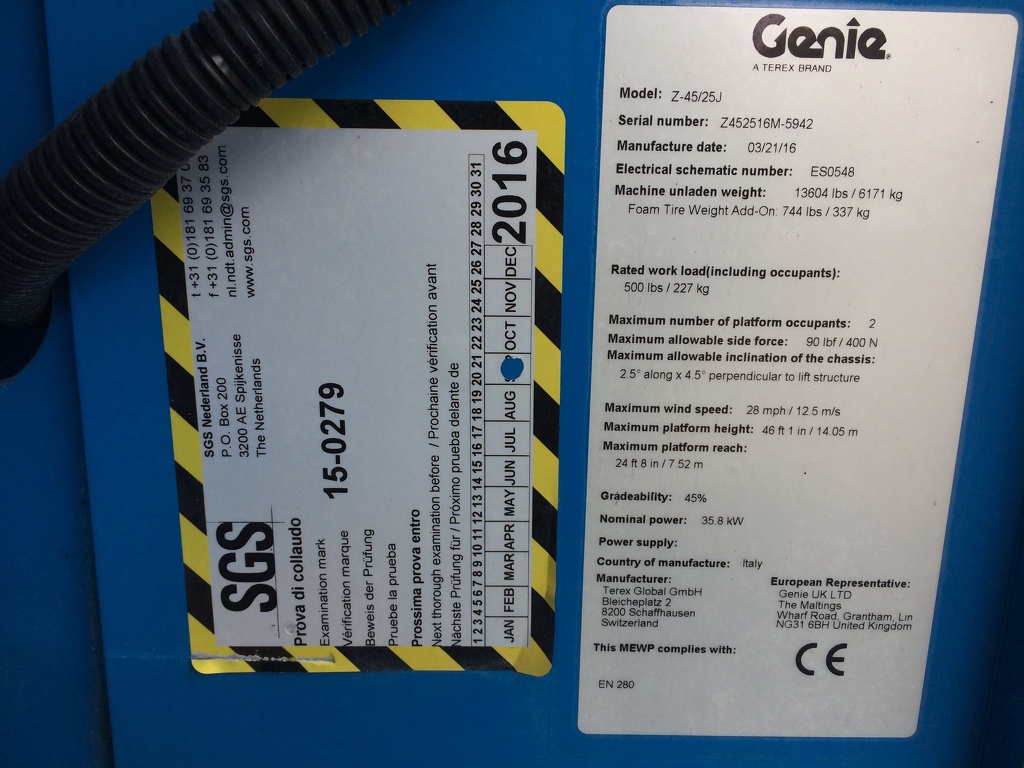 SGS
SGS Nederland B.V.
P.O. Box 200
3200 AE Spijkenisse
The Netherlands
t +31 (0)181 69 37
f +31 (0)181 69 35 83
nl.ndt.admin@sgs.com
www.sgs.com
Prova di collaudo
Examination mark
Vérification marque
Beweis der Prüfung
Pruebe la prueba
15-0279
Prossima prova entro
Next thorough examination before / Prochaine vérification avant
Nächste Prüfung für / Próximo prueba delante de
1 2 3 4 5 6 7 8 9 10 11 12 13 14 15 16 17 18 19 20 21 22 23 24 25 26 27 28 29 30 31
JAN FEB MAR APR MAY JUN JUL AUG OCT NOV DEC 2016
Genie
A TEREX BRAND
Model: Z-45/25J
Serial number: Z452516M-5942
Manufacture date: 03/21/16
Electrical schematic number: ES0548
Machine unladen weight: 13604 lbs / 6171 kg
Foam Tire Weight Add-On: 744 lbs / 337 kg
Rated work load(including occupants):
500 lbs / 227 kg
Maximum number of platform occupants: 2
Maximum allowable side force: 90 lbf / 400 N
Maximum allowable inclination of the chassis:
2.5° along x 4.5° perpendicular to lift structure
Maximum wind speed: 28 mph / 12.5 m/s
Maximum platform height: 46 ft 1 in / 14.05 m
Maximum platform reach:
24 ft 8 in / 7.52 m
Gradeability: 45%
Nominal power: 35.8 kW
Power supply:
Country of manufacture: Italy
Manufacturer:
Terex Global GmbH
Bleicheplatz 2
8200 Schaffhausen
Switzerland
European Representative:
Genie UK LTD
The Maltings
Wharf Road, Grantham, Lin
NG31 6BH United Kingdom
This MEWP complies with:
CE
EN 280